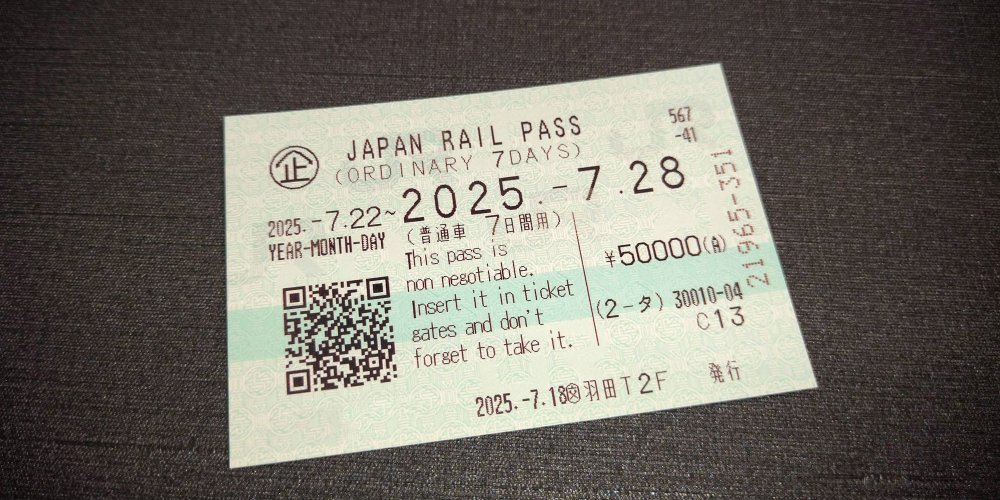 JAPAN RAIL PASS
567
-41
企
(ORDINARY 7DAYS)
2025.-7.22~2025.-7.28
YEAR-MONTH-DAY
(普通車 7日間用)
This pass is
non negotiable.
Insert it in ticket
gates and don't
forget to take it.
¥50000(A)
(2-タ) 30010-04
C13
21965-351
2025.-7.18 羽田T2F 発行